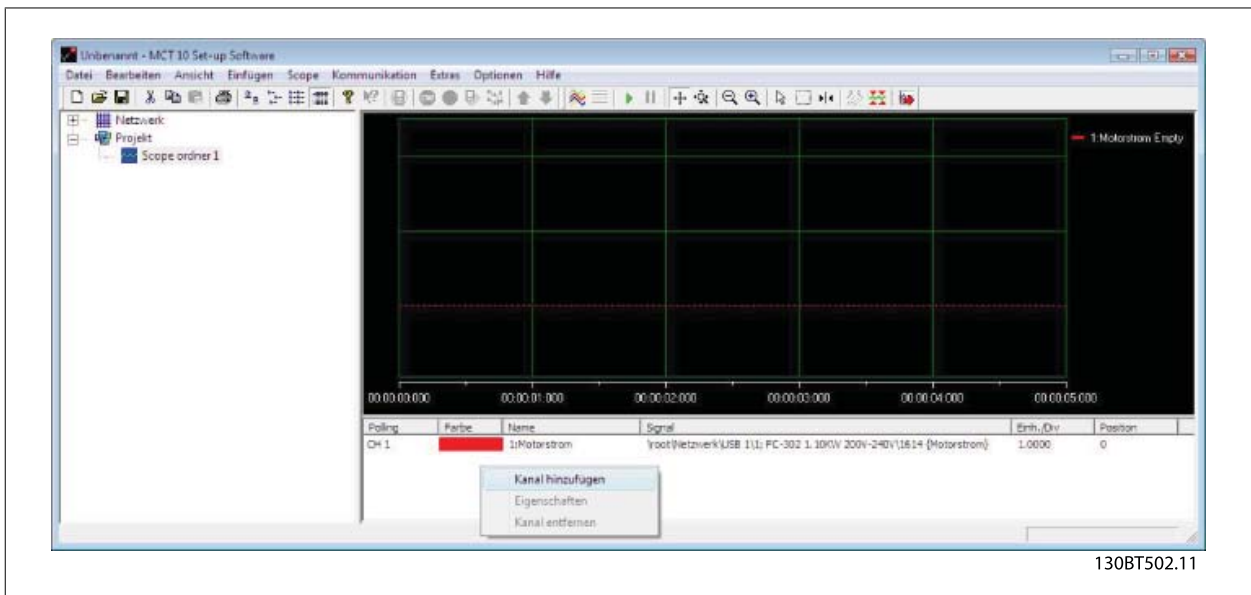 Unbenannt - MCT 10 Set-up Software
Datei Bearbeiten Ansicht Einfügen Scope Kommunikation Extras Optionen Hilfe
Netzwerk
Projekt
Scope ordner 1
1:Motorstrom Empty
00:00:00:000 00:00:01:000 00:00:02:000 00:00:03:000 00:00:04:000 00:00:05:000
Polling Farbe Name Signal Einh./Div Position
CH 1 1:Motorstrom \root\Netzwerk\USB 1\1; FC-302 1.10KW 200V-240V\1614 {Motorstrom} 1.0000 0
Kanal hinzufügen
Eigenschaften
Kanal entfernen
130BT502.11